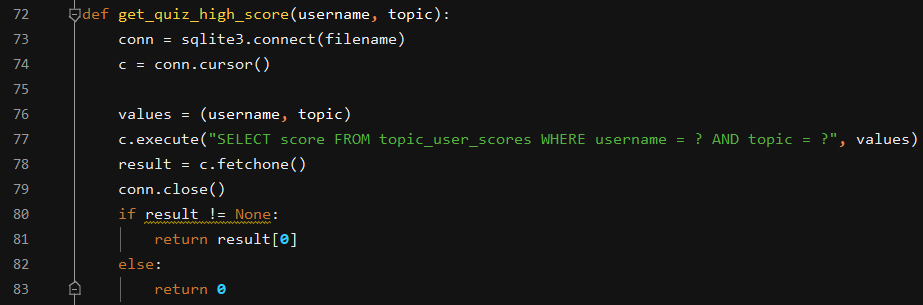 72 def get_quiz_high_score(username, topic):
73     conn = sqlite3.connect(filename)
74     c = conn.cursor()
75
76     values = (username, topic)
77     c.execute("SELECT score FROM topic_user_scores WHERE username = ? AND topic = ?", values)
78     result = c.fetchone()
79     conn.close()
80     if result != None:
81         return result[0]
82     else:
83         return 0